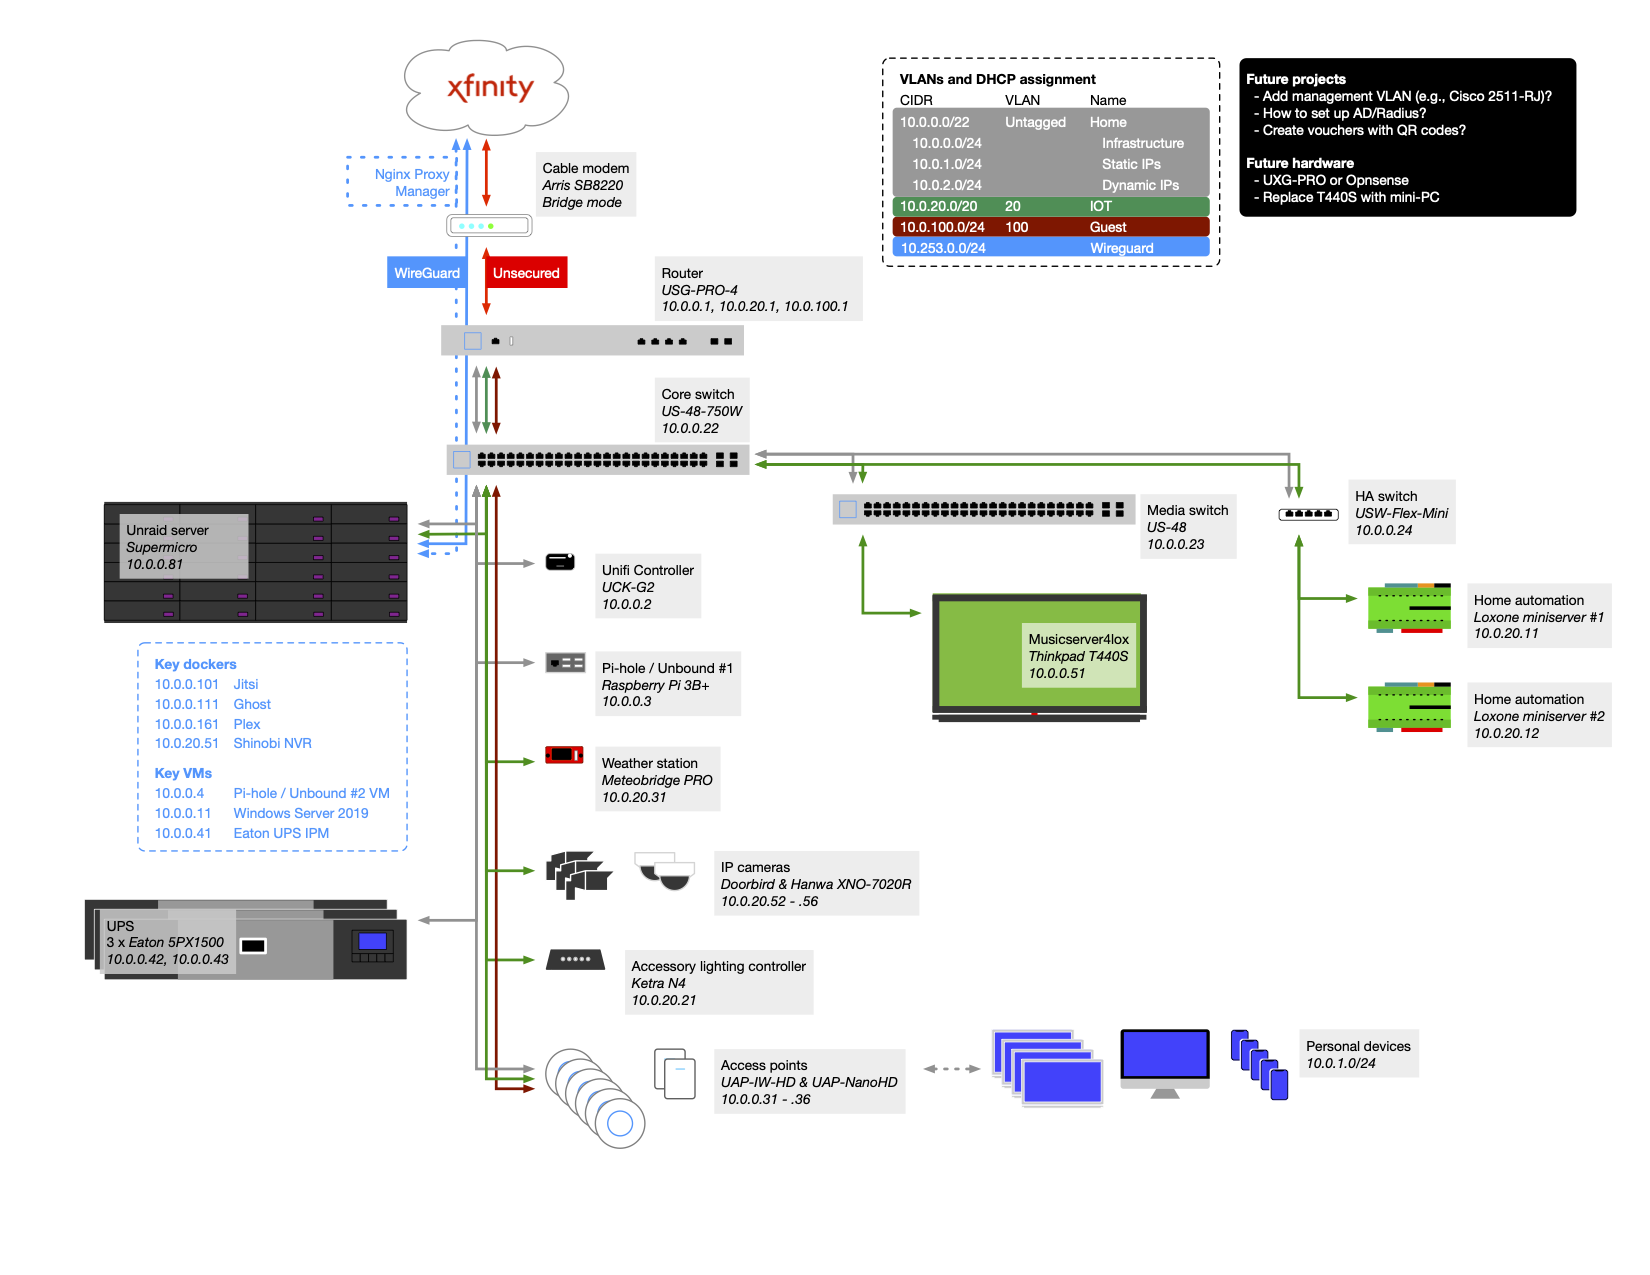 xfinity
Nginx Proxy
Manager
Cable modem
Arris SB8220
Bridge mode
WireGuard
Unsecured
Router
USG-PRO-4
10.0.0.1, 10.0.20.1, 10.0.100.1
VLANs and DHCP assignment
CIDR VLAN Name
10.0.0.0/22 Untagged Home
10.0.0.0/24 Infrastructure
10.0.1.0/24 Static IPs
10.0.2.0/24 Dynamic IPs
10.0.20.0/20 20 IOT
10.0.100.0/24 100 Guest
10.253.0.0/24 Wireguard
Future projects
- Add management VLAN (e.g., Cisco 2511-RJ)?
- How to set up AD/Radius?
- Create vouchers with QR codes?
Future hardware
- UXG-PRO or Opnsense
- Replace T440S with mini-PC
Core switch
US-48-750W
10.0.0.22
Unraid server
Supermicro
10.0.0.81
Media switch
US-48
10.0.0.23
HA switch
USW-Flex-Mini
10.0.0.24
Unifi Controller
UCK-G2
10.0.0.2
Home automation
Loxone miniserver #1
10.0.20.11
Musicserver4lox
Thinkpad T440S
10.0.0.51
Home automation
Loxone miniserver #2
10.0.20.12
Key dockers
10.0.0.101 Jitsi
10.0.0.111 Ghost
10.0.0.161 Plex
10.0.20.51 Shinobi NVR
Key VMs
10.0.0.4 Pi-hole / Unbound #2 VM
10.0.0.11 Windows Server 2019
10.0.0.41 Eaton UPS IPM
Pi-hole / Unbound #1
Raspberry Pi 3B+
10.0.0.3
Weather station
Meteobridge PRO
10.0.20.31
IP cameras
Doorbird & Hanwa XNO-7020R
10.0.20.52 - .56
UPS
3 x Eaton 5PX1500
10.0.0.42, 10.0.0.43
Accessory lighting controller
Ketra N4
10.0.20.21
Access points
UAP-IW-HD & UAP-NanoHD
10.0.0.31 - .36
Personal devices
10.0.1.0/24